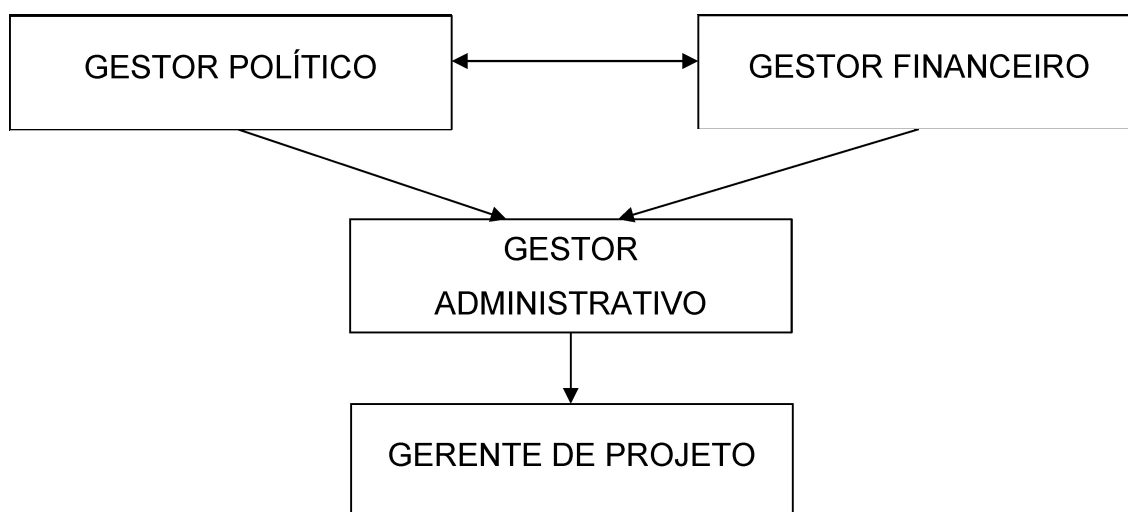 GESTOR POLÍTICO
GESTOR FINANCEIRO
GESTOR
ADMINISTRATIVO
GERENTE DE PROJETO